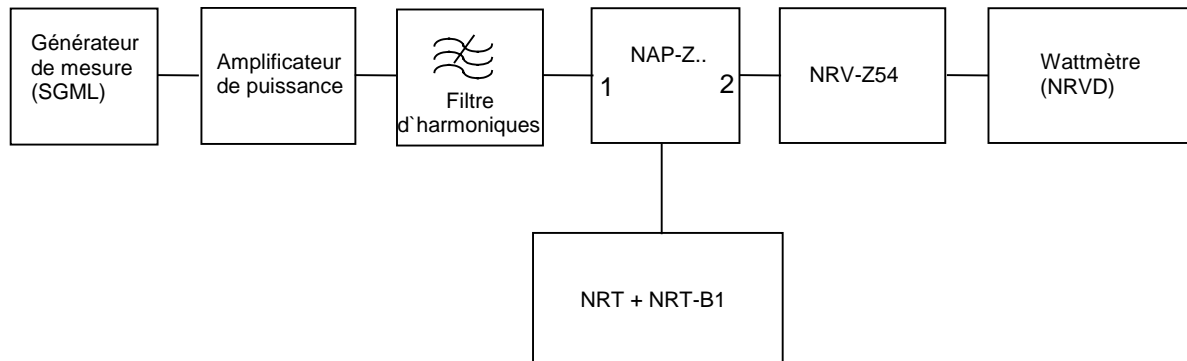 Générateur
de mesure
(SGML)
Amplificateur
de puissance
Filtre
d`harmoniques
NAP-Z..
1
2
NRV-Z54
Wattmètre
(NRVD)
NRT + NRT-B1